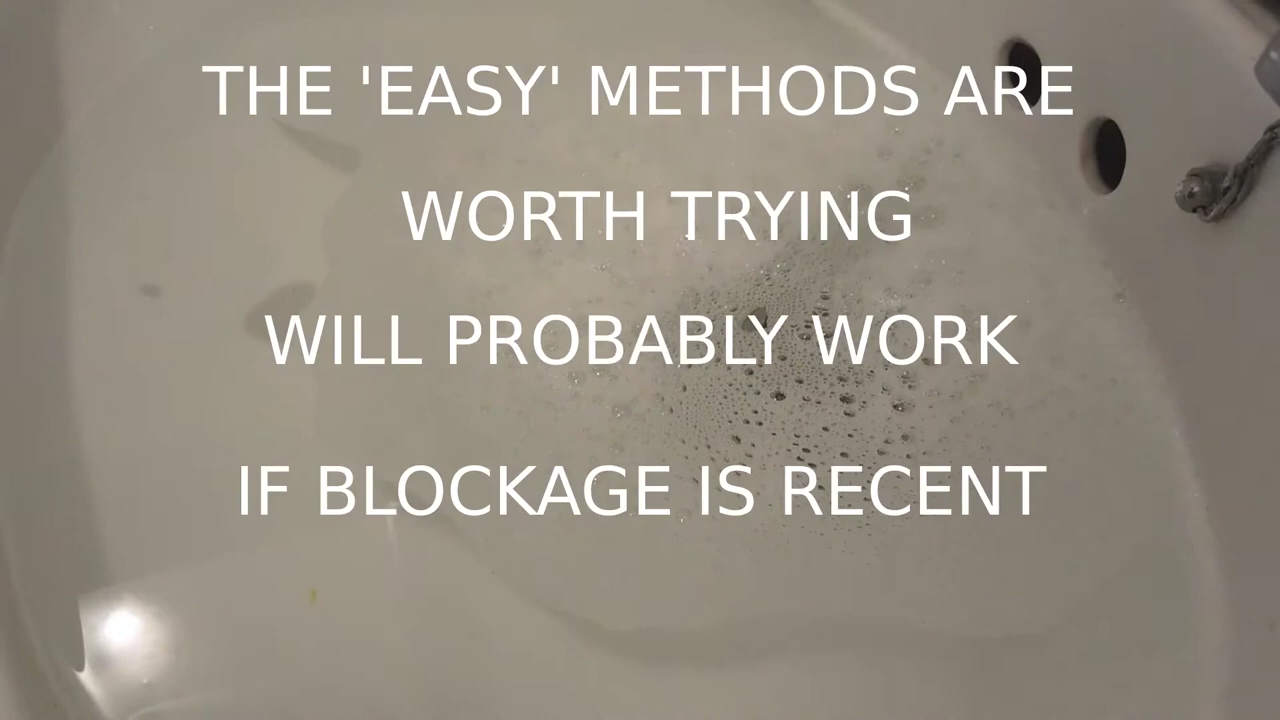 THE 'EASY' METHODS ARE
WORTH TRYING
WILL PROBABLY WORK
IF BLOCKAGE IS RECENT